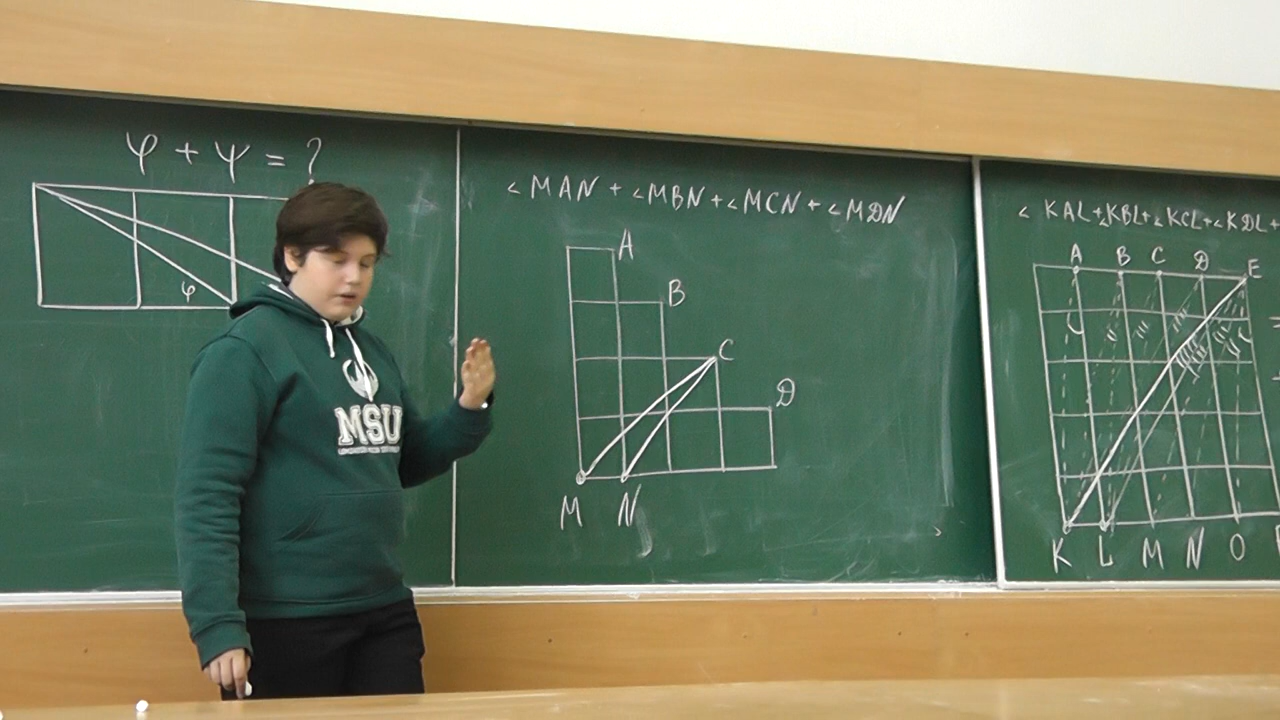 φ + ψ = ?
φ
MSU
∠MAN + ∠MBN + ∠MCN + ∠MDN
A
B
C
D
M N
∠KAL + ∠KBL + ∠KCL + ∠KDL +
A B C D E
K L M N O